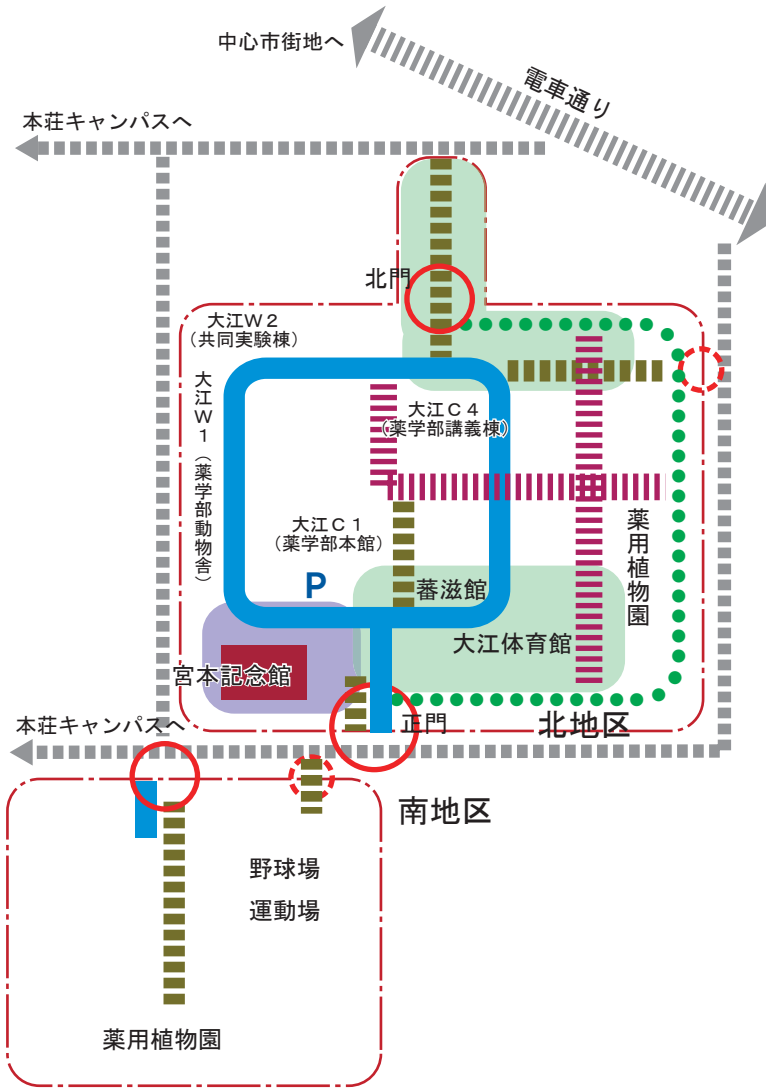 中心市街地へ
電車通り
本荘キャンパスへ
北門
大江W2
（共同実験棟）
大江W1（薬学部動物舎）
大江C4
（薬学部講義棟）
大江C1
（薬学部本館）
薬用植物園
P
蕃滋館
大江体育館
宮本記念館
本荘キャンパスへ
正門
北地区
南地区
野球場
運動場
薬用植物園